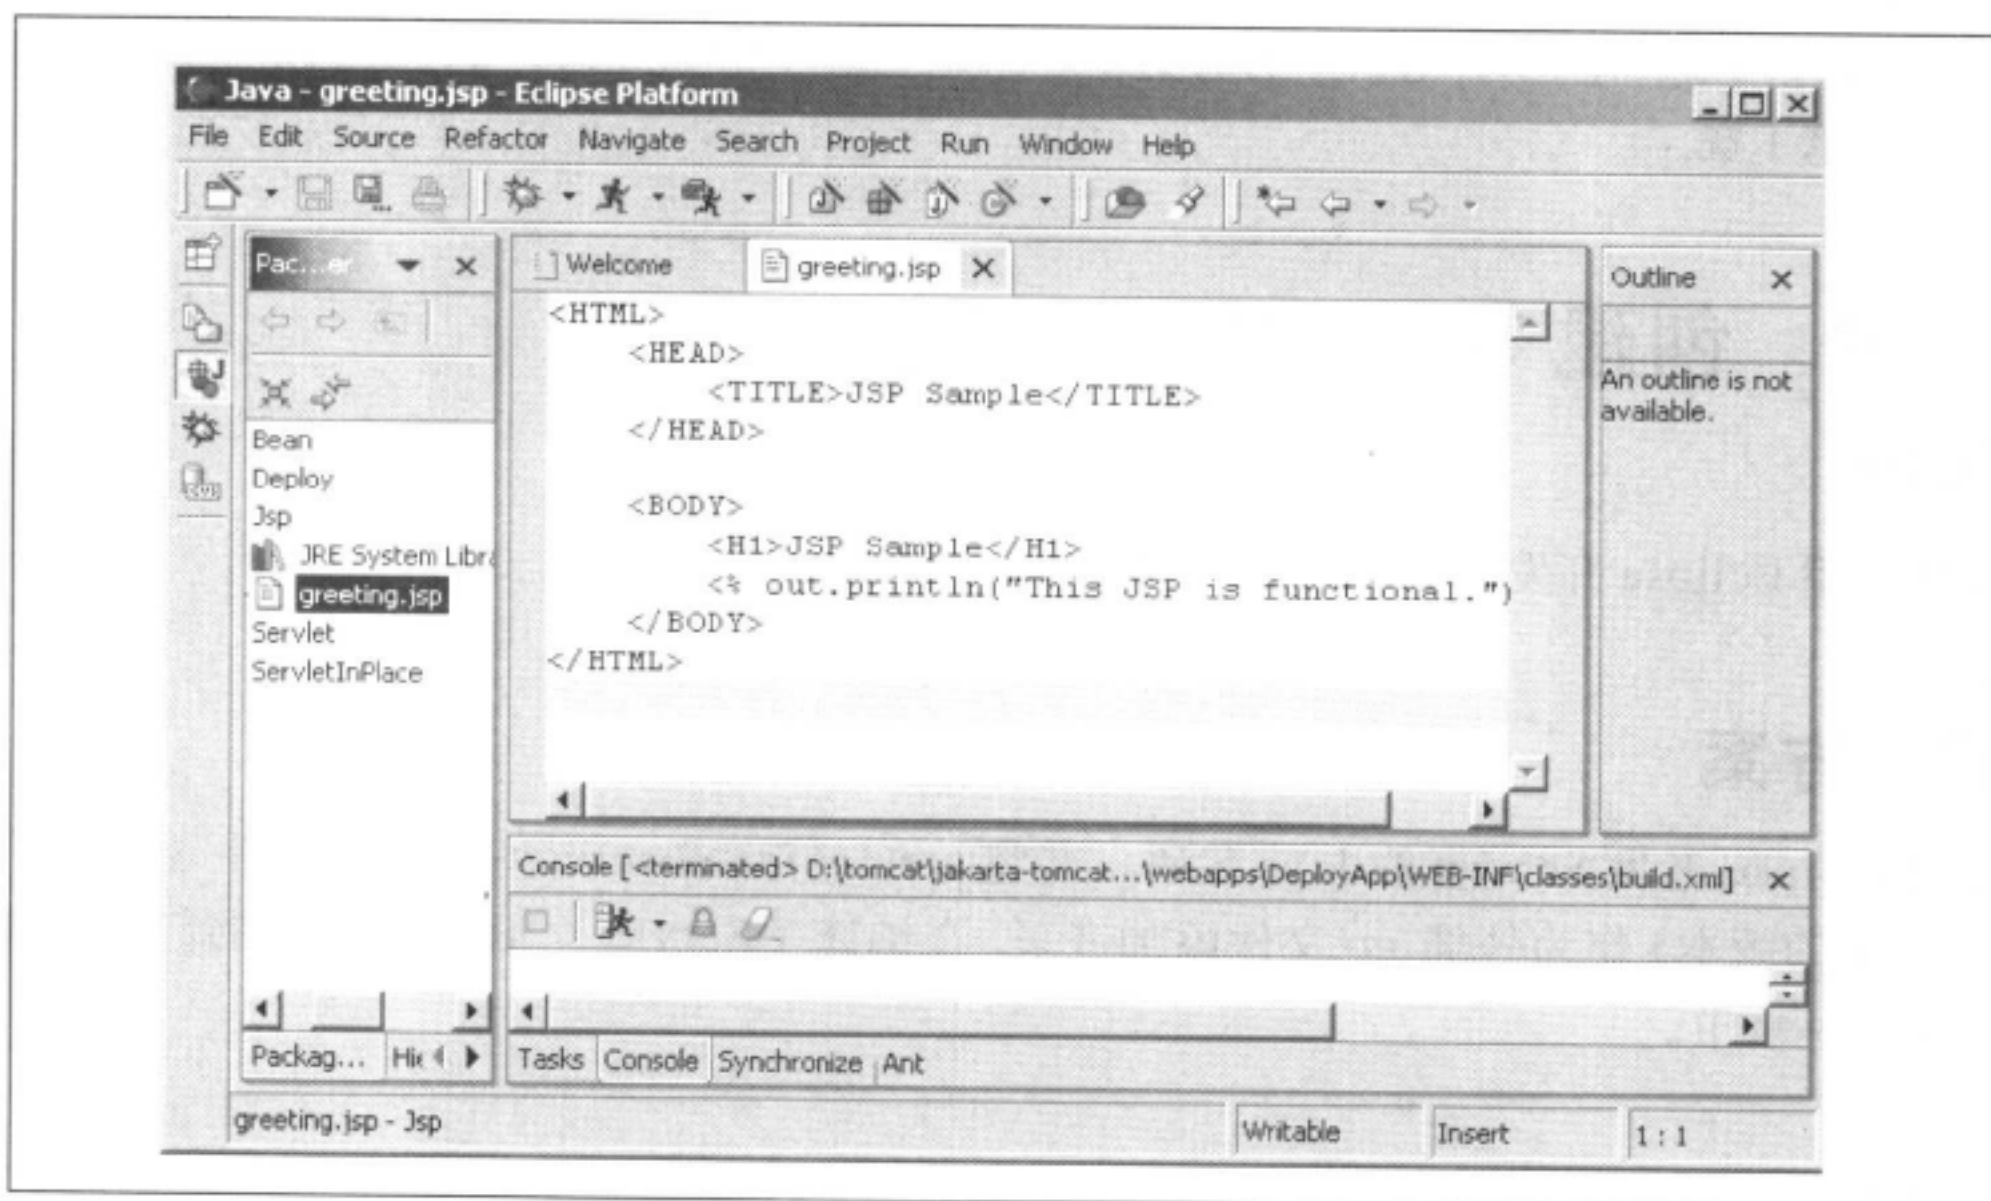 Java - greeting.jsp - Eclipse Platform
File Edit Source Refactor Navigate Search Project Run Window Help
Pac...er
Welcome
greeting.jsp
Outline
<HTML>
<HEAD>
<TITLE>JSP Sample</TITLE>
</HEAD>
<BODY>
<H1>JSP Sample</H1>
<% out.println("This JSP is functional.")
</BODY>
</HTML>
An outline is not
available.
Bean
Deploy
Jsp
JRE System Libra
greeting.jsp
Servlet
ServletInPlace
Console [<terminated> D:\tomcat\jakarta-tomcat...\webapps\DeployApp\WEB-INF\classes\build.xml]
Packag... Hie
Tasks Console Synchronize Ant
greeting.jsp - Jsp
Writable Insert 1 : 1